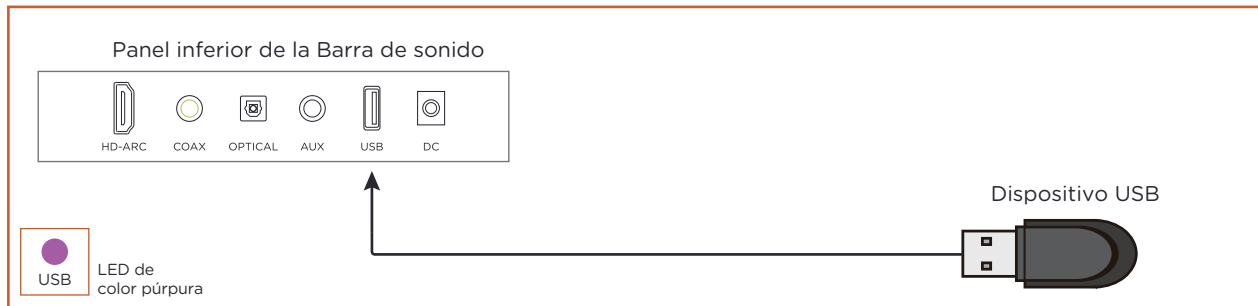 Panel inferior de la Barra de sonido
HD-ARC COAX OPTICAL AUX USB DC
Dispositivo USB
USB
LED de
color púrpura